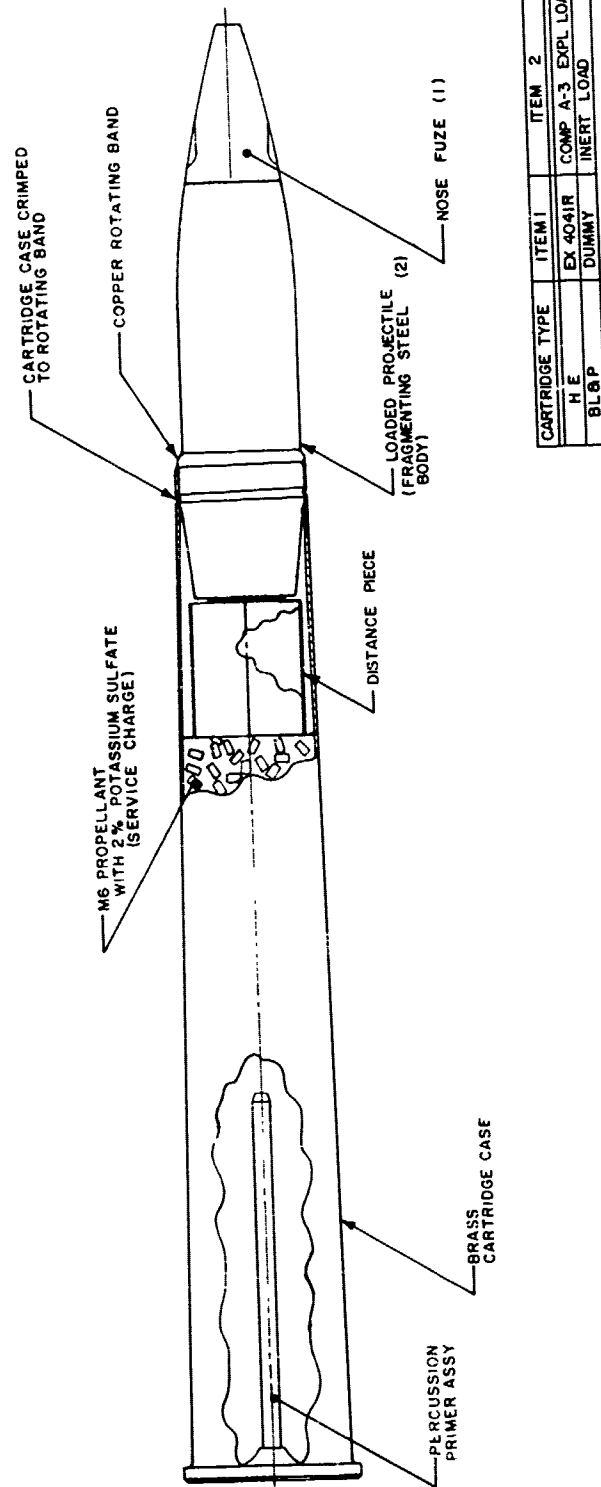 CARTRIDGE CASE CRIMPED
TO ROTATING BAND
COPPER ROTATING BAND
NOSE FUZE (1)
LOADED PROJECTILE (2)
(FRAGMENTING STEEL
BODY)
DISTANCE PIECE
M6 PROPELLANT
WITH 2% POTASSIUM SULFATE
(SERVICE CHARGE)
BRASS
CARTRIDGE CASE
PERCUSSION
PRIMER ASSY
CARTRIDGE TYPE ITEM 1 ITEM 2
H E EX 404IR COMP A-3 EXPL
BL&P DUMMY INERT LOAD